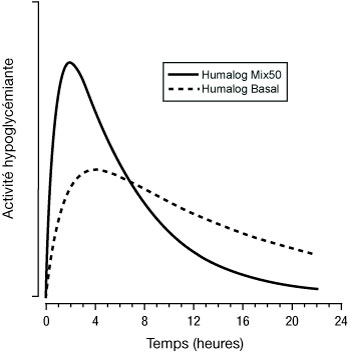 Activité hypoglycémiante
Humalog Mix50
Humalog Basal
0 4 8 12 16 20 24
Temps (heures)